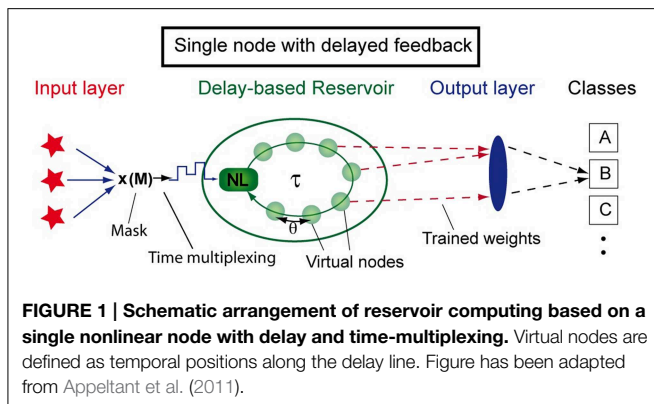 Single node with delayed feedback
Input layer
Delay-based Reservoir
Output layer
Classes
x (M)
NL
τ
θ
A
B
C
Mask
Time multiplexing
Virtual nodes
Trained weights
FIGURE 1 | Schematic arrangement of reservoir computing based on a
single nonlinear node with delay and time-multiplexing. Virtual nodes are
defined as temporal positions along the delay line. Figure has been adapted
from Appeltant et al. (2011).